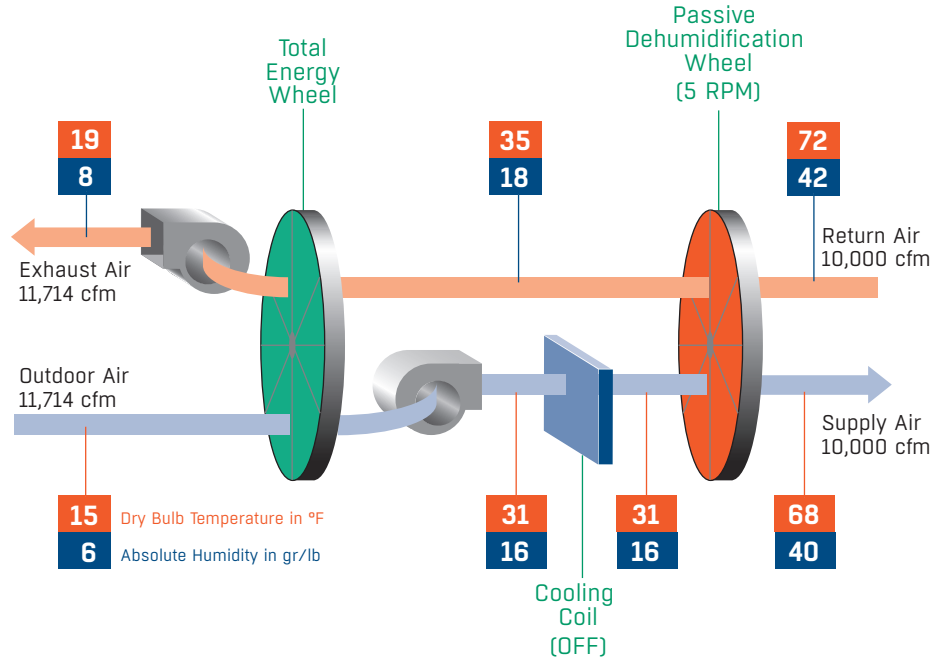 Total
Energy
Wheel
Passive
Dehumidification
Wheel
(5 RPM)
19
8
35
18
72
42
Exhaust Air
11,714 cfm
Return Air
10,000 cfm
Outdoor Air
11,714 cfm
Supply Air
10,000 cfm
15 Dry Bulb Temperature in ºF
6 Absolute Humidity in gr/lb
31
16
31
16
68
40
Cooling
Coil
(OFF)